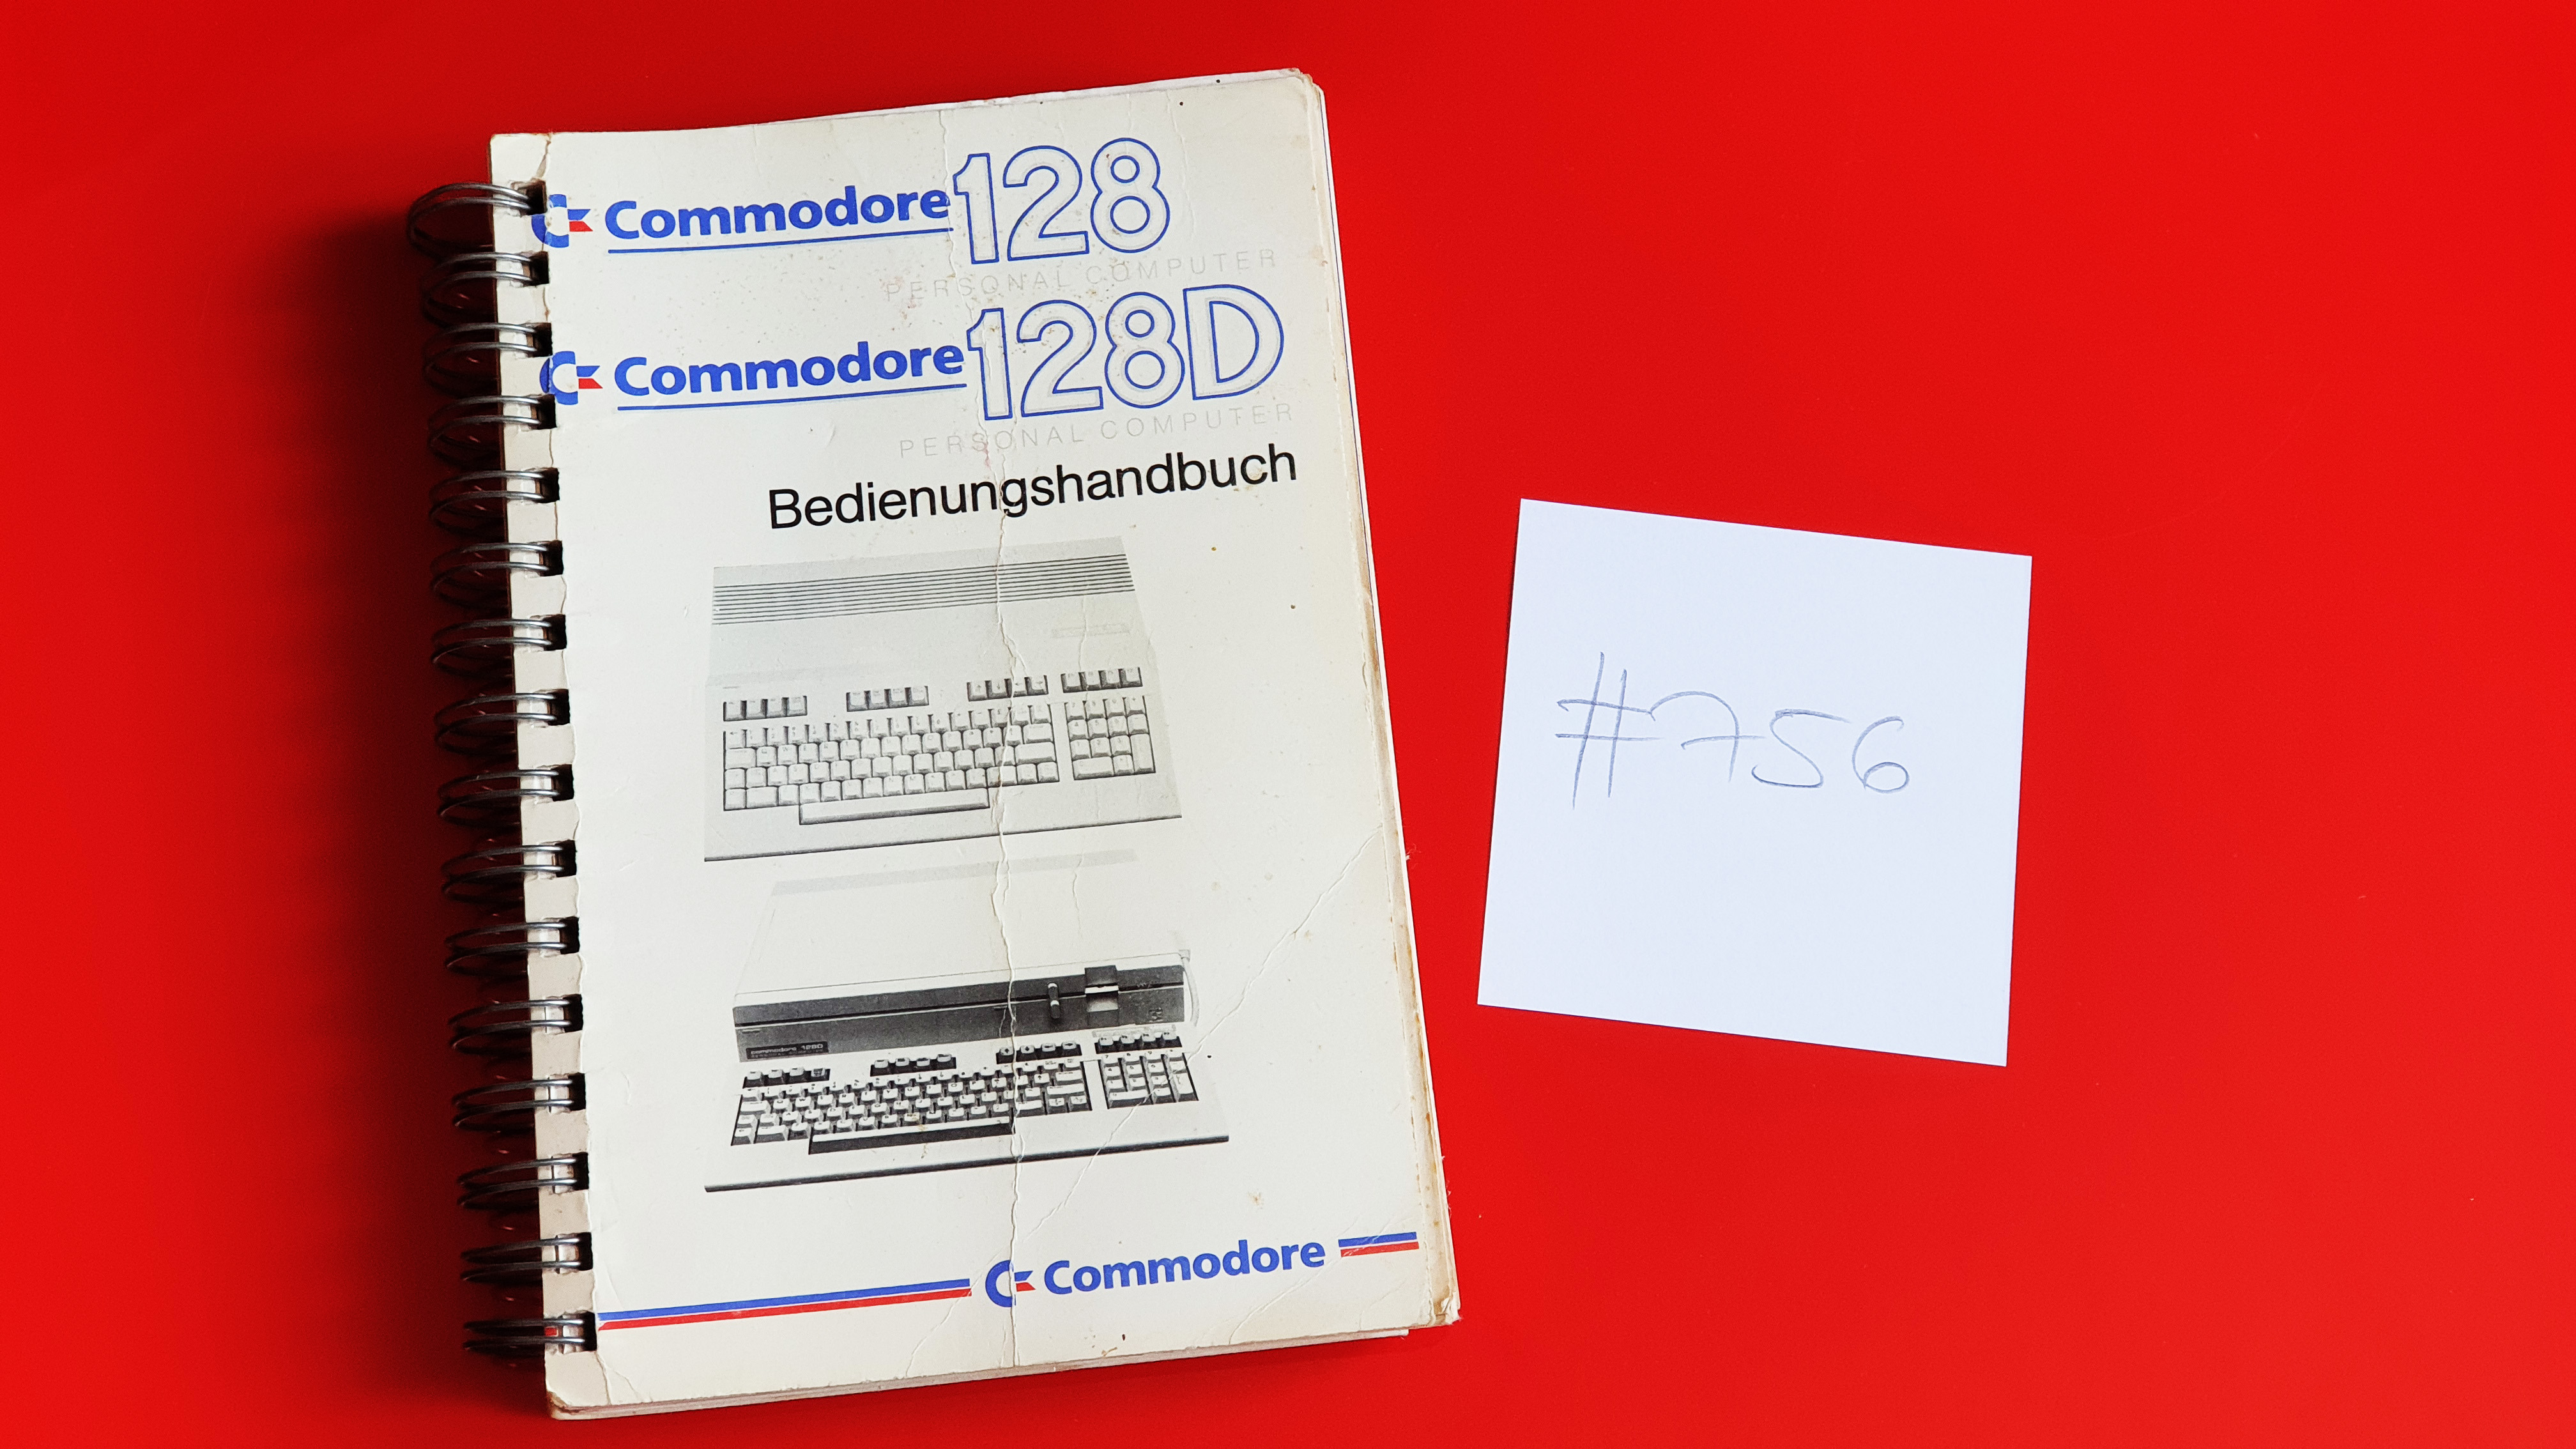 Commodore 128
PERSONAL COMPUTER
Commodore 128D
PERSONAL COMPUTER
Bedienungshandbuch
commodore 128D
Commodore
#756